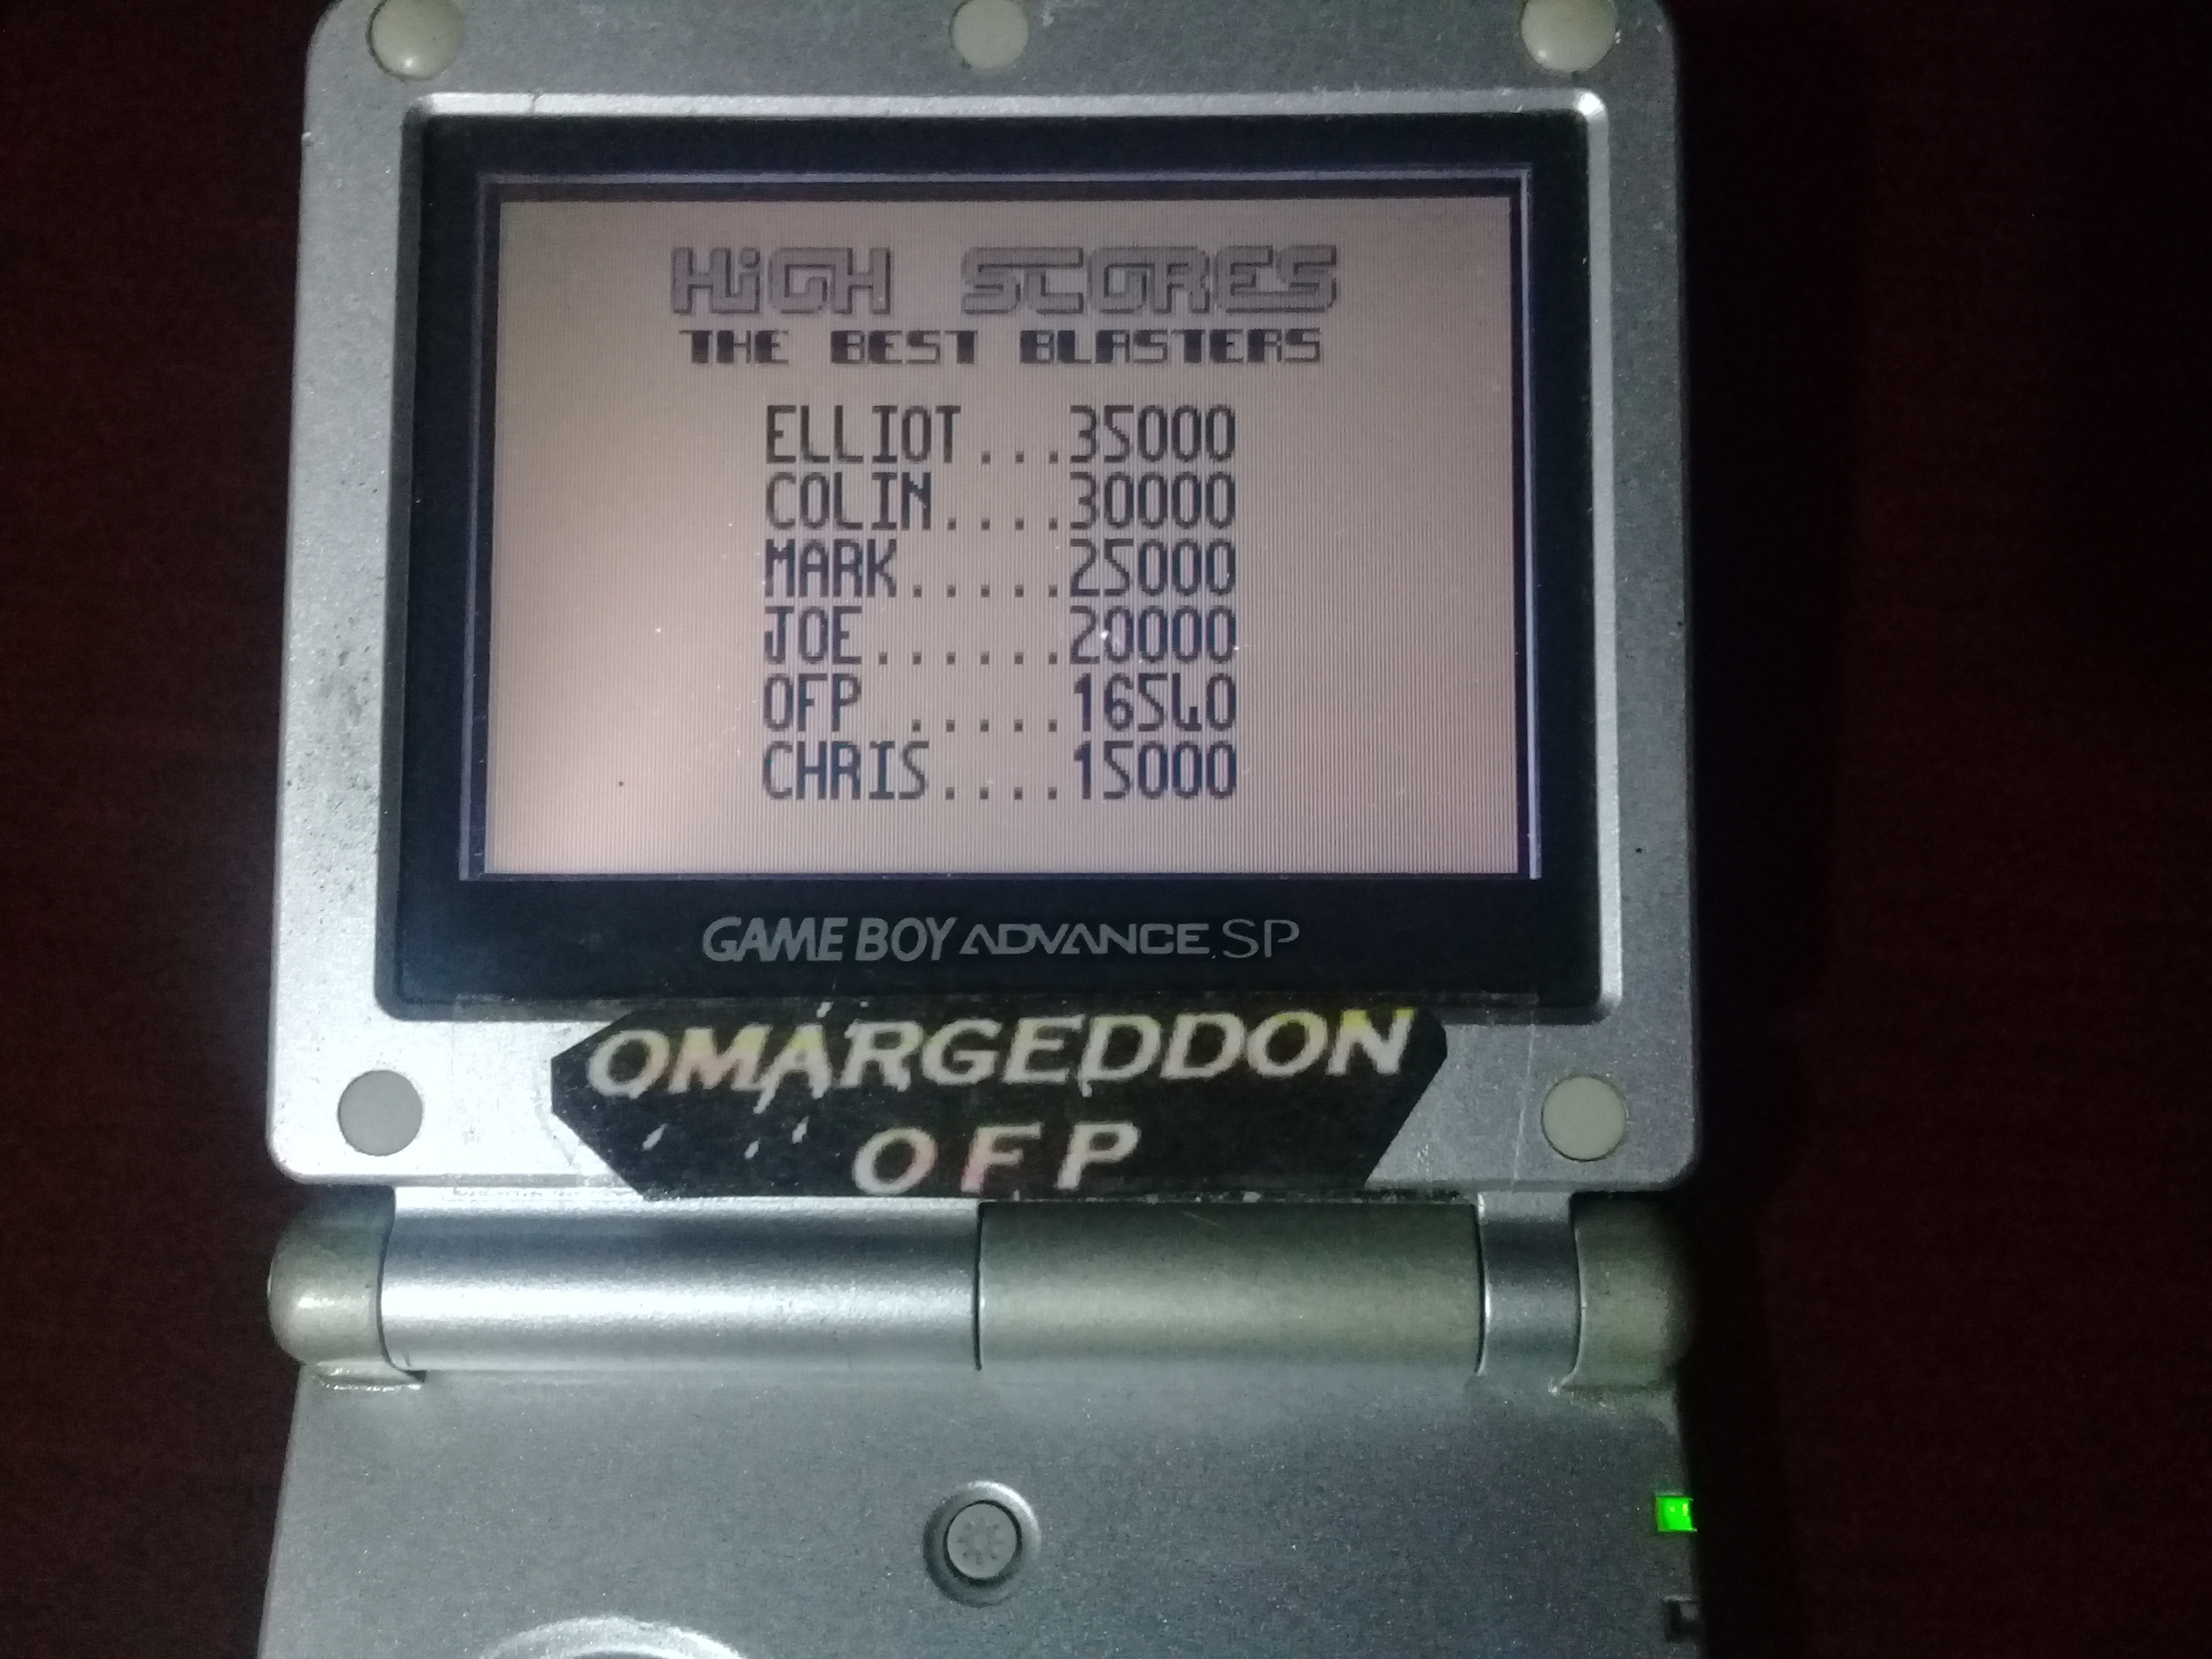 HiGH SCORES
THE BEST BLASTERS
ELLIOT...35000
COLIN....30000
MARK.....25000
JOE......20000
OFP .....16540
CHRIS....15000
GAME BOY ADVANCE SP
OMARGEDDON
OFP